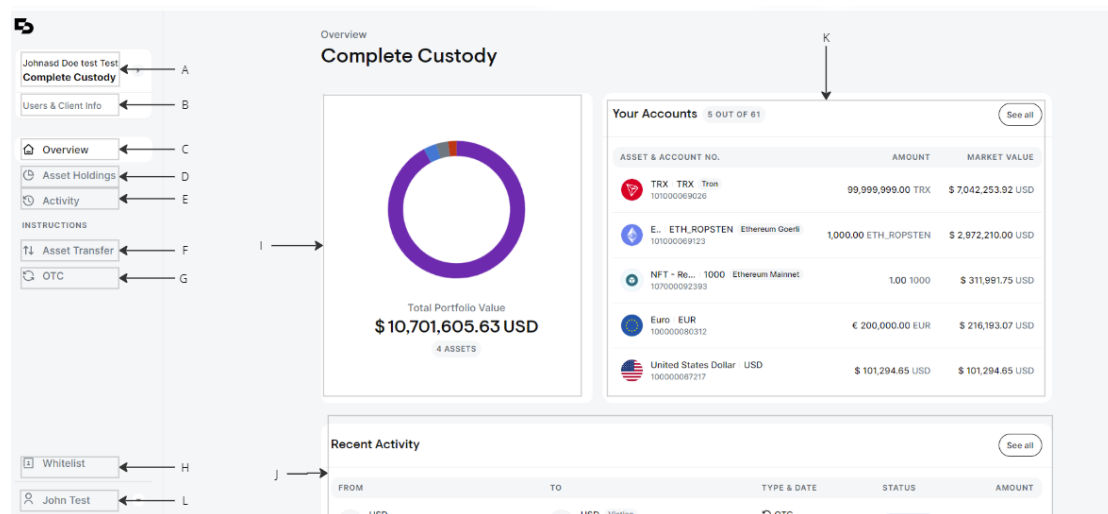 Johnasd Doe test Test
Complete Custody
A
Users & Client Info
B
Overview
C
Asset Holdings
D
Activity
E
INSTRUCTIONS
Asset Transfer
F
OTC
G
Whitelist
H
John Test
L
Overview
Complete Custody
I
Total Portfolio Value
$ 10,701,605.63 USD
4 ASSETS
K
Your Accounts 5 OUT OF 61 See all
ASSET & ACCOUNT NO. AMOUNT MARKET VALUE
TRX TRX Tron 99,999,999.00 TRX $ 7,042,253.92 USD
101000069026
E.. ETH_ROPSTEN Ethereum Goerli 1,000.00 ETH_ROPSTEN $ 2,972,210.00 USD
101000069123
NFT - Re... 1000 Ethereum Mainnet 1.00 1000 $ 311,991.75 USD
107000092393
Euro EUR € 200,000.00 EUR $ 216,193.07 USD
100000080312
United States Dollar USD $ 101,294.65 USD $ 101,294.65 USD
100000067217
J
Recent Activity See all
FROM TO TYPE & DATE STATUS AMOUNT
USD USD OTC